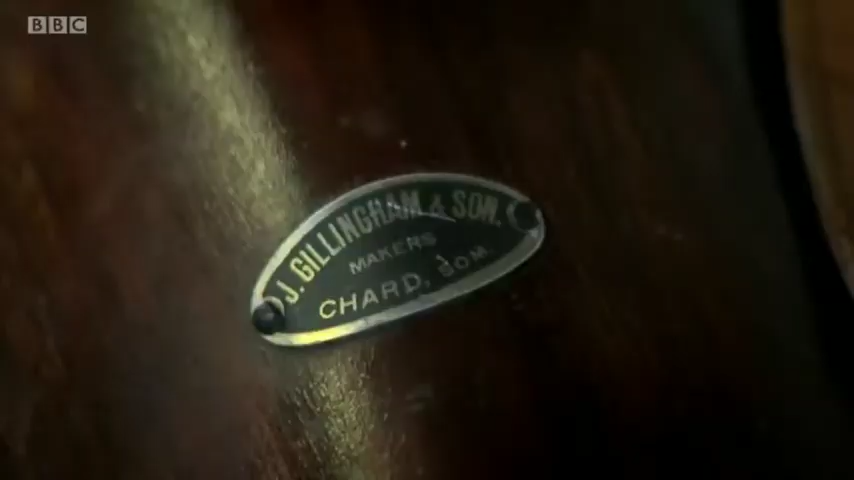 BBC
J. GILLINGHAM & SON.
MAKERS
CHARD, SOM.